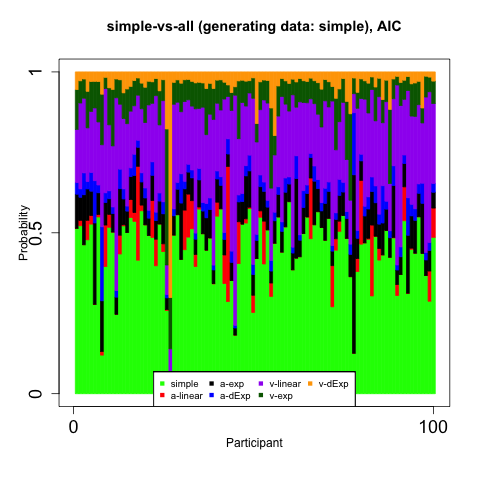 simple-vs-all (generating data: simple), AIC
1
0.5
0
Probability
simple a-exp v-linear v-dExp
a-linear a-dExp v-exp
0 100
Participant